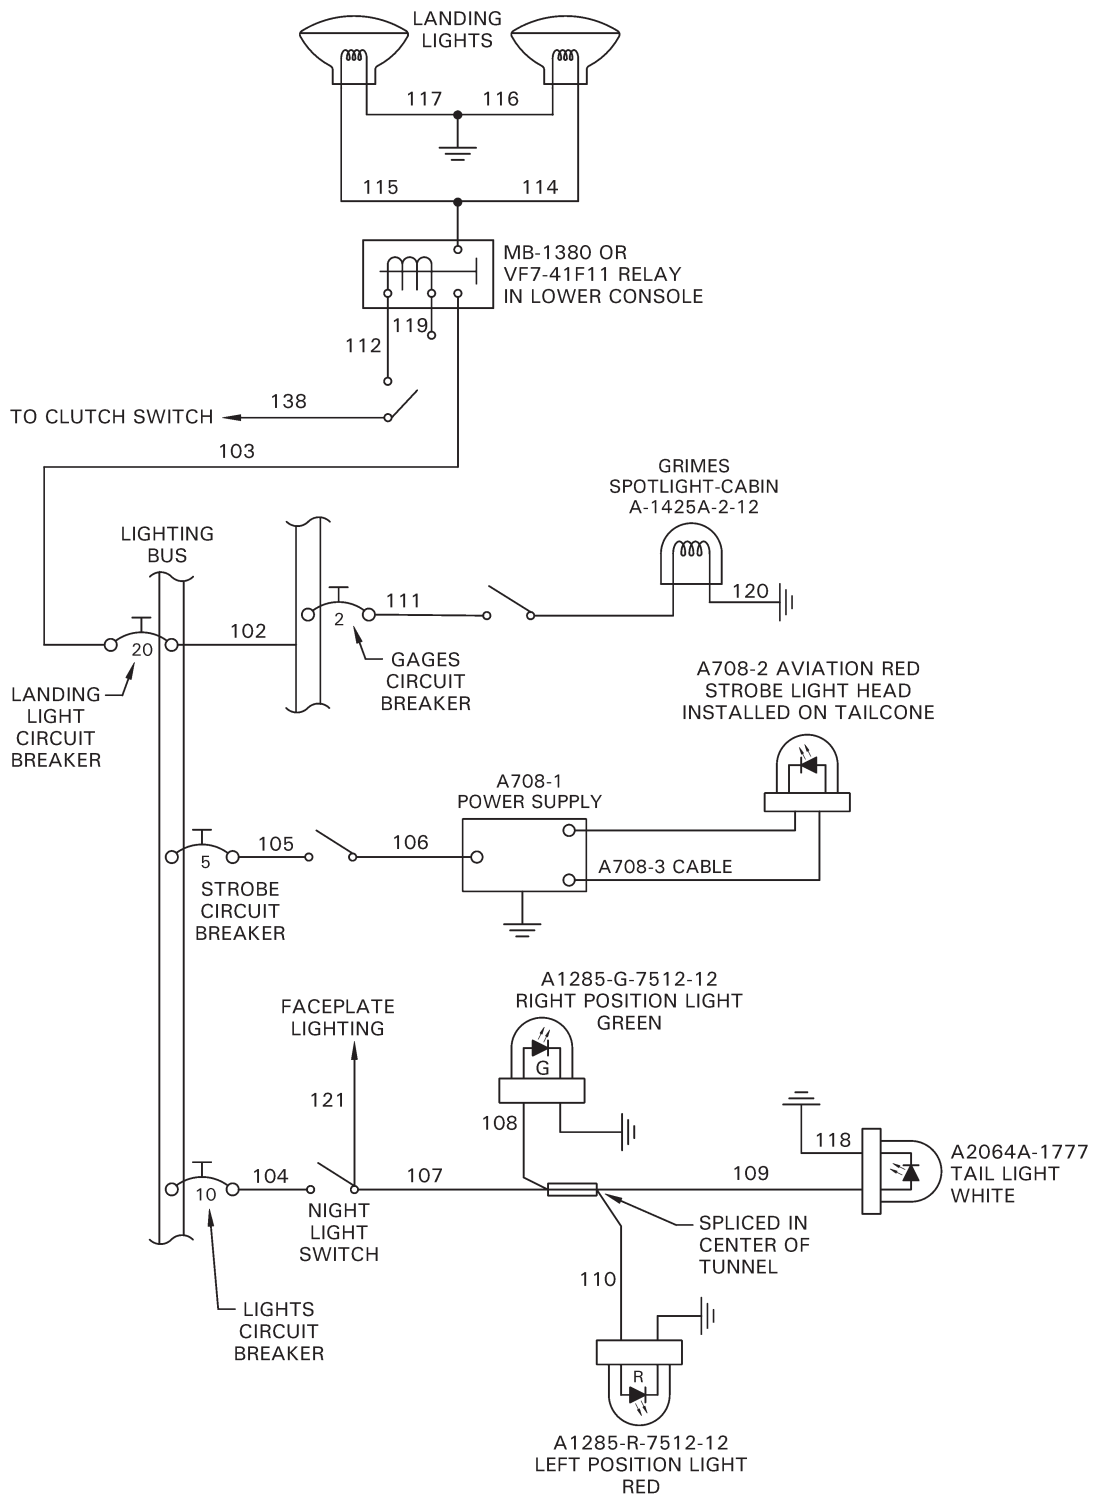 LANDING
LIGHTS
117
116
115
114
MB-1380 OR
VF7-41F11 RELAY
IN LOWER CONSOLE
119
112
138
TO CLUTCH SWITCH
103
GRIMES
SPOTLIGHT-CABIN
A-1425A-2-12
LIGHTING
BUS
111
120
2
102
20
GAGES
CIRCUIT
BREAKER
LANDING
LIGHT
CIRCUIT
BREAKER
A708-2 AVIATION RED
STROBE LIGHT HEAD
INSTALLED ON TAILCONE
A708-1
POWER SUPPLY
105
106
5
A708-3 CABLE
STROBE
CIRCUIT
BREAKER
A1285-G-7512-12
RIGHT POSITION LIGHT
GREEN
FACEPLATE
LIGHTING
G
121
108
118
A2064A-1777
TAIL LIGHT
WHITE
104
107
109
10
NIGHT
LIGHT
SWITCH
SPLICED IN
CENTER OF
TUNNEL
110
LIGHTS
CIRCUIT
BREAKER
R
A1285-R-7512-12
LEFT POSITION LIGHT
RED